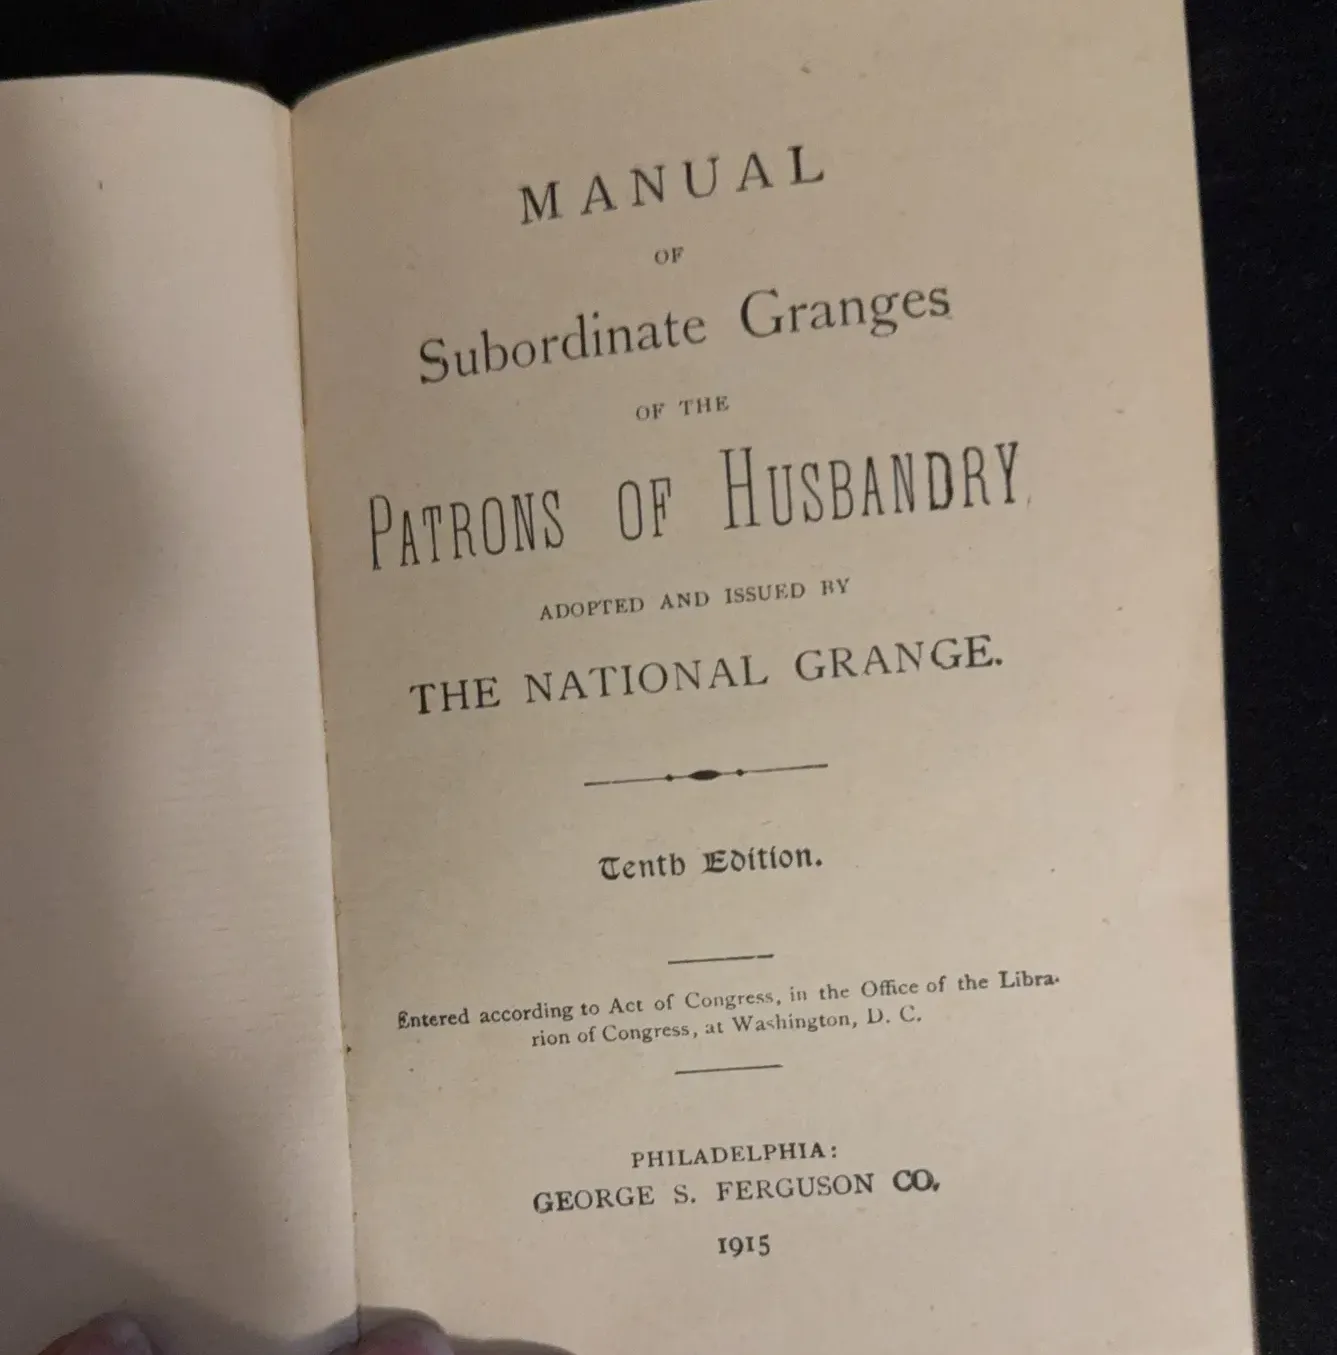 MANUAL
OF
Subordinate Granges
OF THE
PATRONS OF HUSBANDRY,
ADOPTED AND ISSUED BY
THE NATIONAL GRANGE.
Tenth Edition.
Entered according to Act of Congress, in the Office of the Libra-
rion of Congress, at Washington, D. C.
PHILADELPHIA:
GEORGE S. FERGUSON CO.
1915